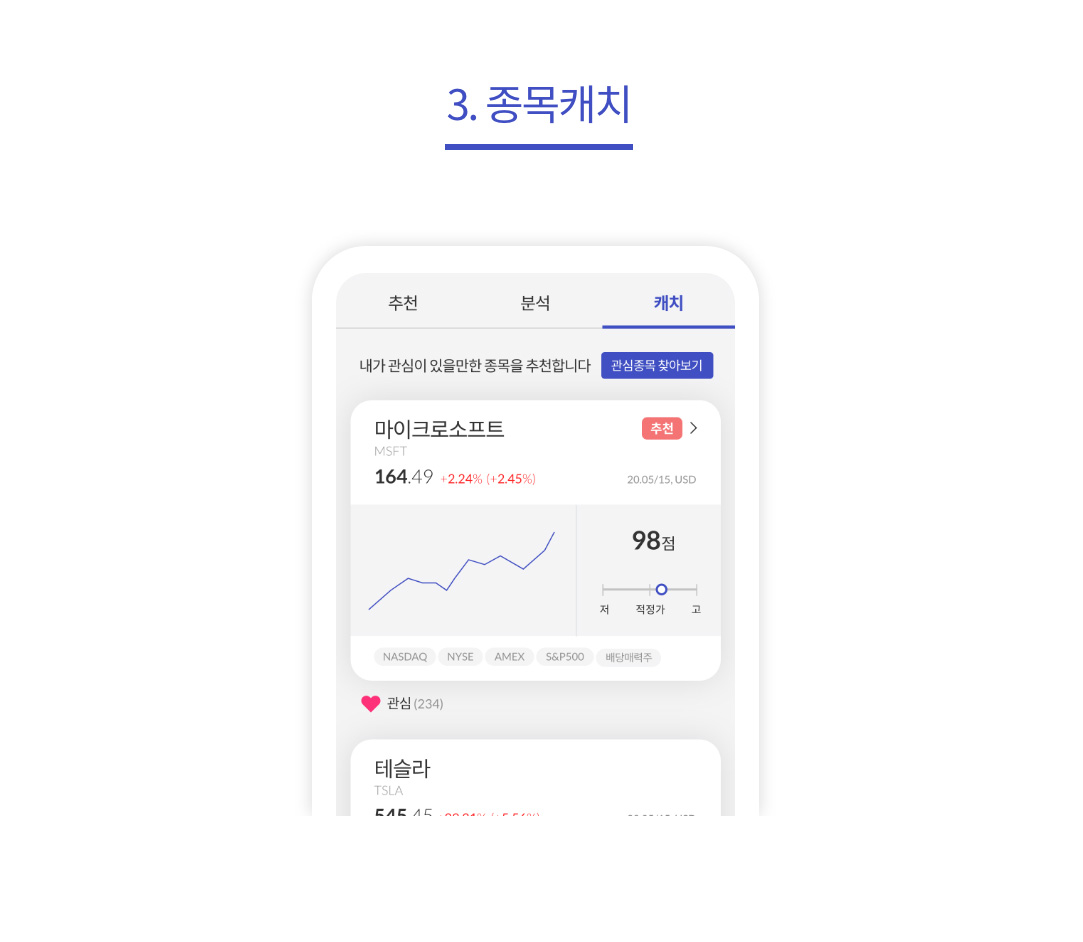 3. 종목캐치
추천 분석 캐치
내가 관심이 있을만한 종목을 추천합니다 관심종목 찾아보기
마이크로소프트 추천
MSFT
164.49 +2.24% (+2.45%) 20.05/15, USD
98점
저 적정가 고
NASDAQ NYSE AMEX S&P500 배당매력주
관심 (234)
테슬라
TSLA
545.45